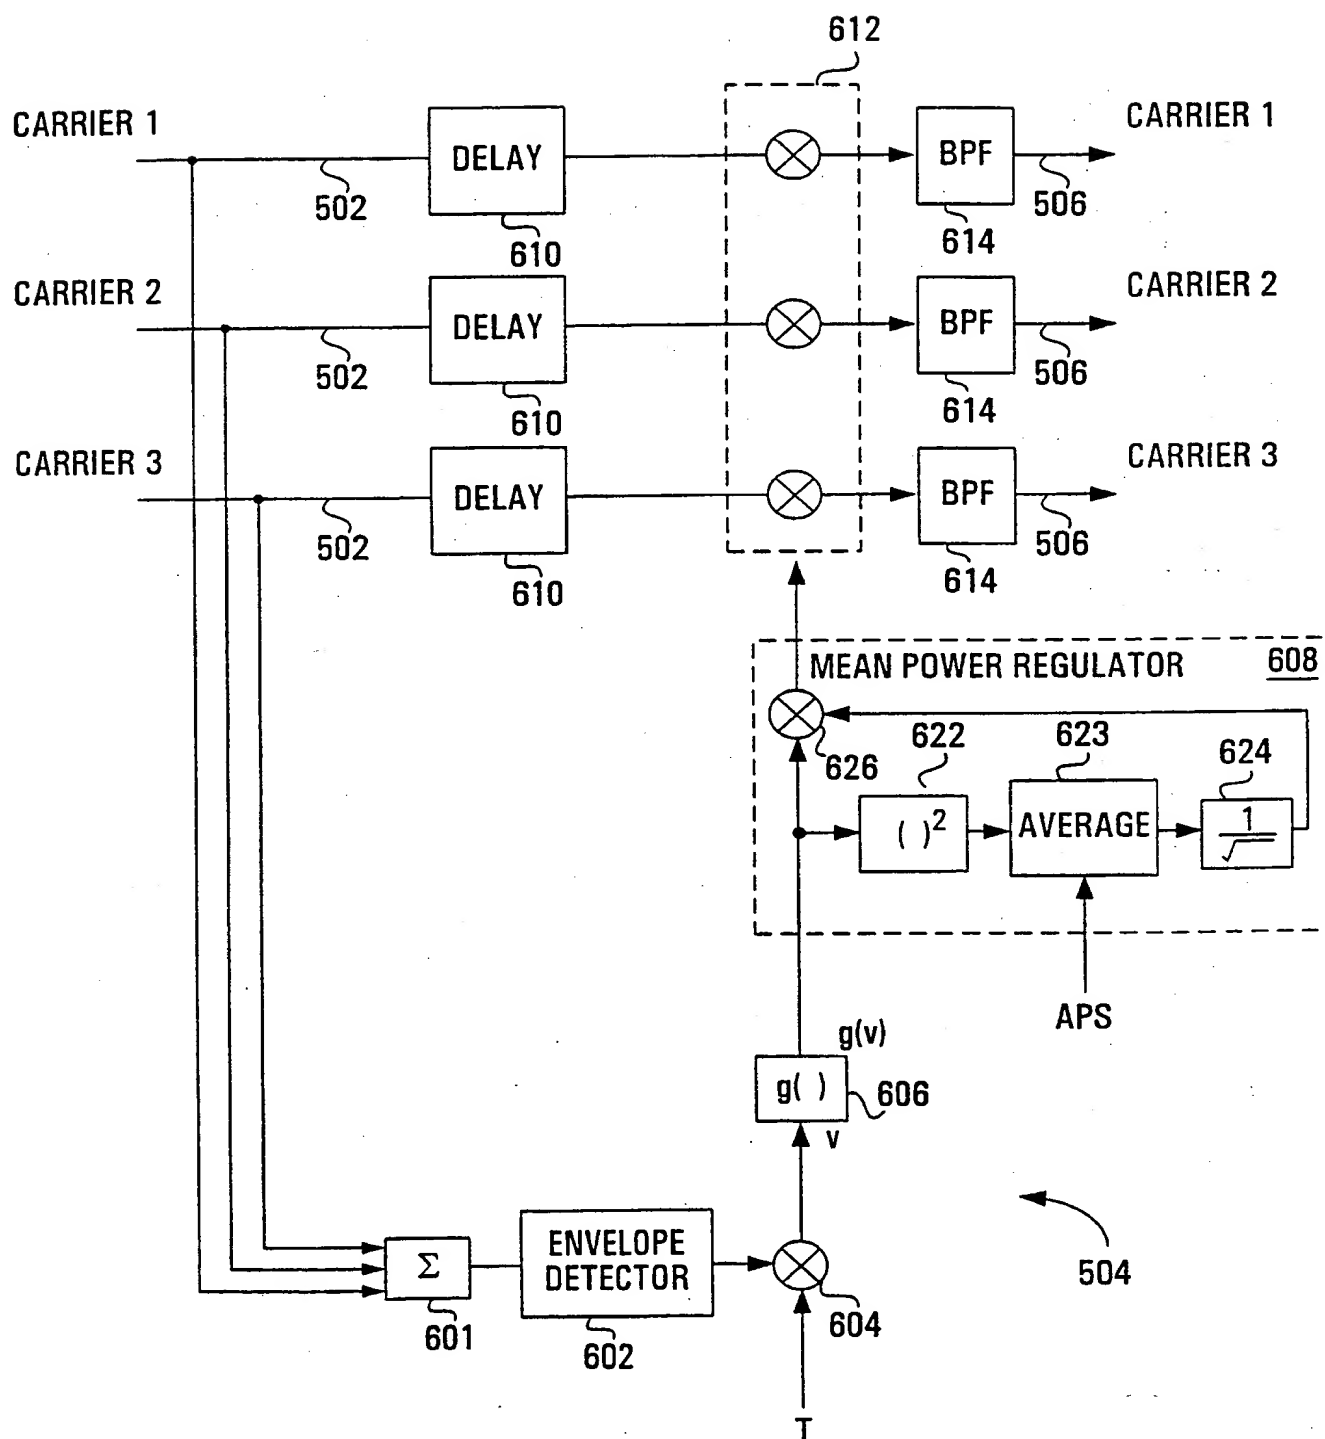 612
CARRIER 1
DELAY
BPF
CARRIER 1
502
610
614
506
CARRIER 2
DELAY
BPF
CARRIER 2
502
610
614
506
CARRIER 3
DELAY
BPF
CARRIER 3
502
610
614
506
MEAN POWER REGULATOR
608
626
622
623
624
( )²
AVERAGE
1
√
APS
g(v)
g( )
606
v
Σ
ENVELOPE
DETECTOR
601
602
604
504
T